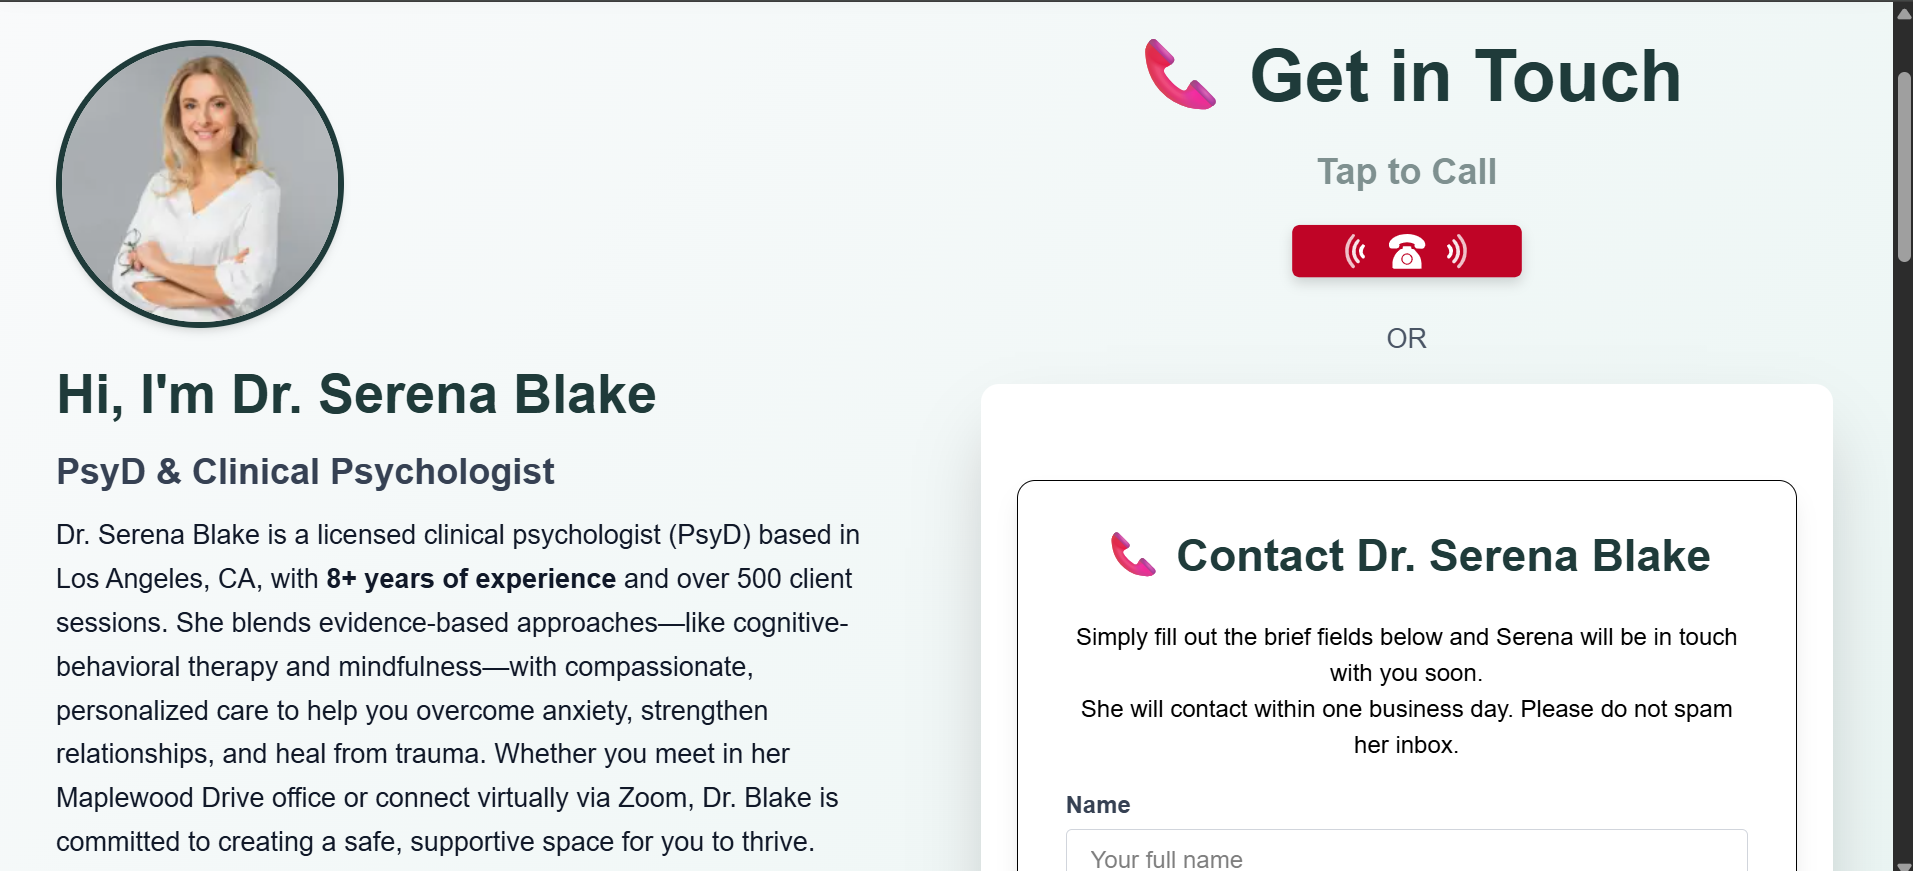 Hi, I'm Dr. Serena Blake
PsyD & Clinical Psychologist
Dr. Serena Blake is a licensed clinical psychologist (PsyD) based in
Los Angeles, CA, with 8+ years of experience and over 500 client
sessions. She blends evidence-based approaches—like cognitive-
behavioral therapy and mindfulness—with compassionate,
personalized care to help you overcome anxiety, strengthen
relationships, and heal from trauma. Whether you meet in her
Maplewood Drive office or connect virtually via Zoom, Dr. Blake is
committed to creating a safe, supportive space for you to thrive.
Get in Touch
Tap to Call
OR
Contact Dr. Serena Blake
Simply fill out the brief fields below and Serena will be in touch
with you soon.
She will contact within one business day. Please do not spam
her inbox.
Name
Your full name